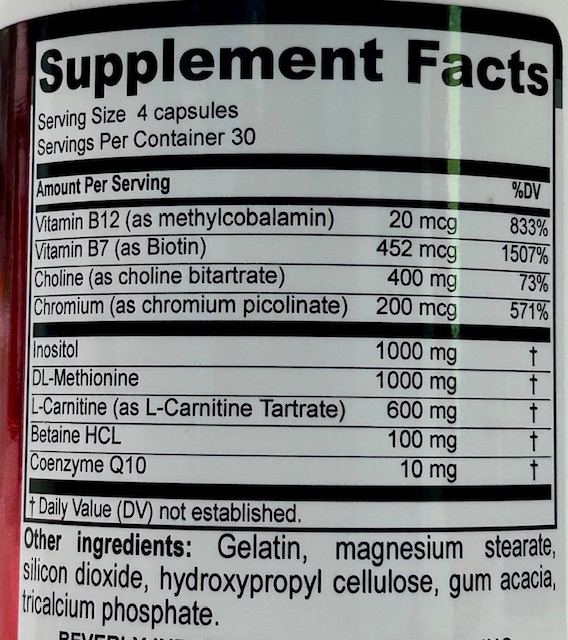 Supplement Facts
Serving Size 4 capsules
Servings Per Container 30
Amount Per Serving %DV
Vitamin B12 (as methylcobalamin) 20 mcg 833%
Vitamin B7 (as Biotin) 452 mcg 1507%
Choline (as choline bitartrate) 400 mg 73%
Chromium (as chromium picolinate) 200 mcg 571%
Inositol 1000 mg †
DL-Methionine 1000 mg †
L-Carnitine (as L-Carnitine Tartrate) 600 mg †
Betaine HCL 100 mg †
Coenzyme Q10 10 mg †
† Daily Value (DV) not established.
Other ingredients: Gelatin, magnesium stearate,
silicon dioxide, hydroxypropyl cellulose, gum acacia,
tricalcium phosphate.